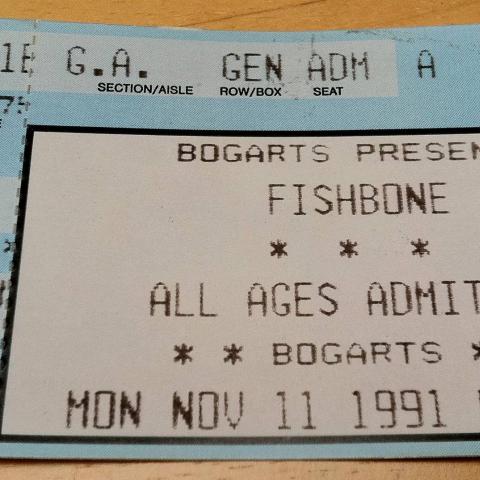 G.A. GEN ADM A
SECTION/AISLE ROW/BOX SEAT
BOGARTS PRESEN
FISHBONE
* * *
ALL AGES ADMIT
* * BOGARTS *
MON NOV 11 1991